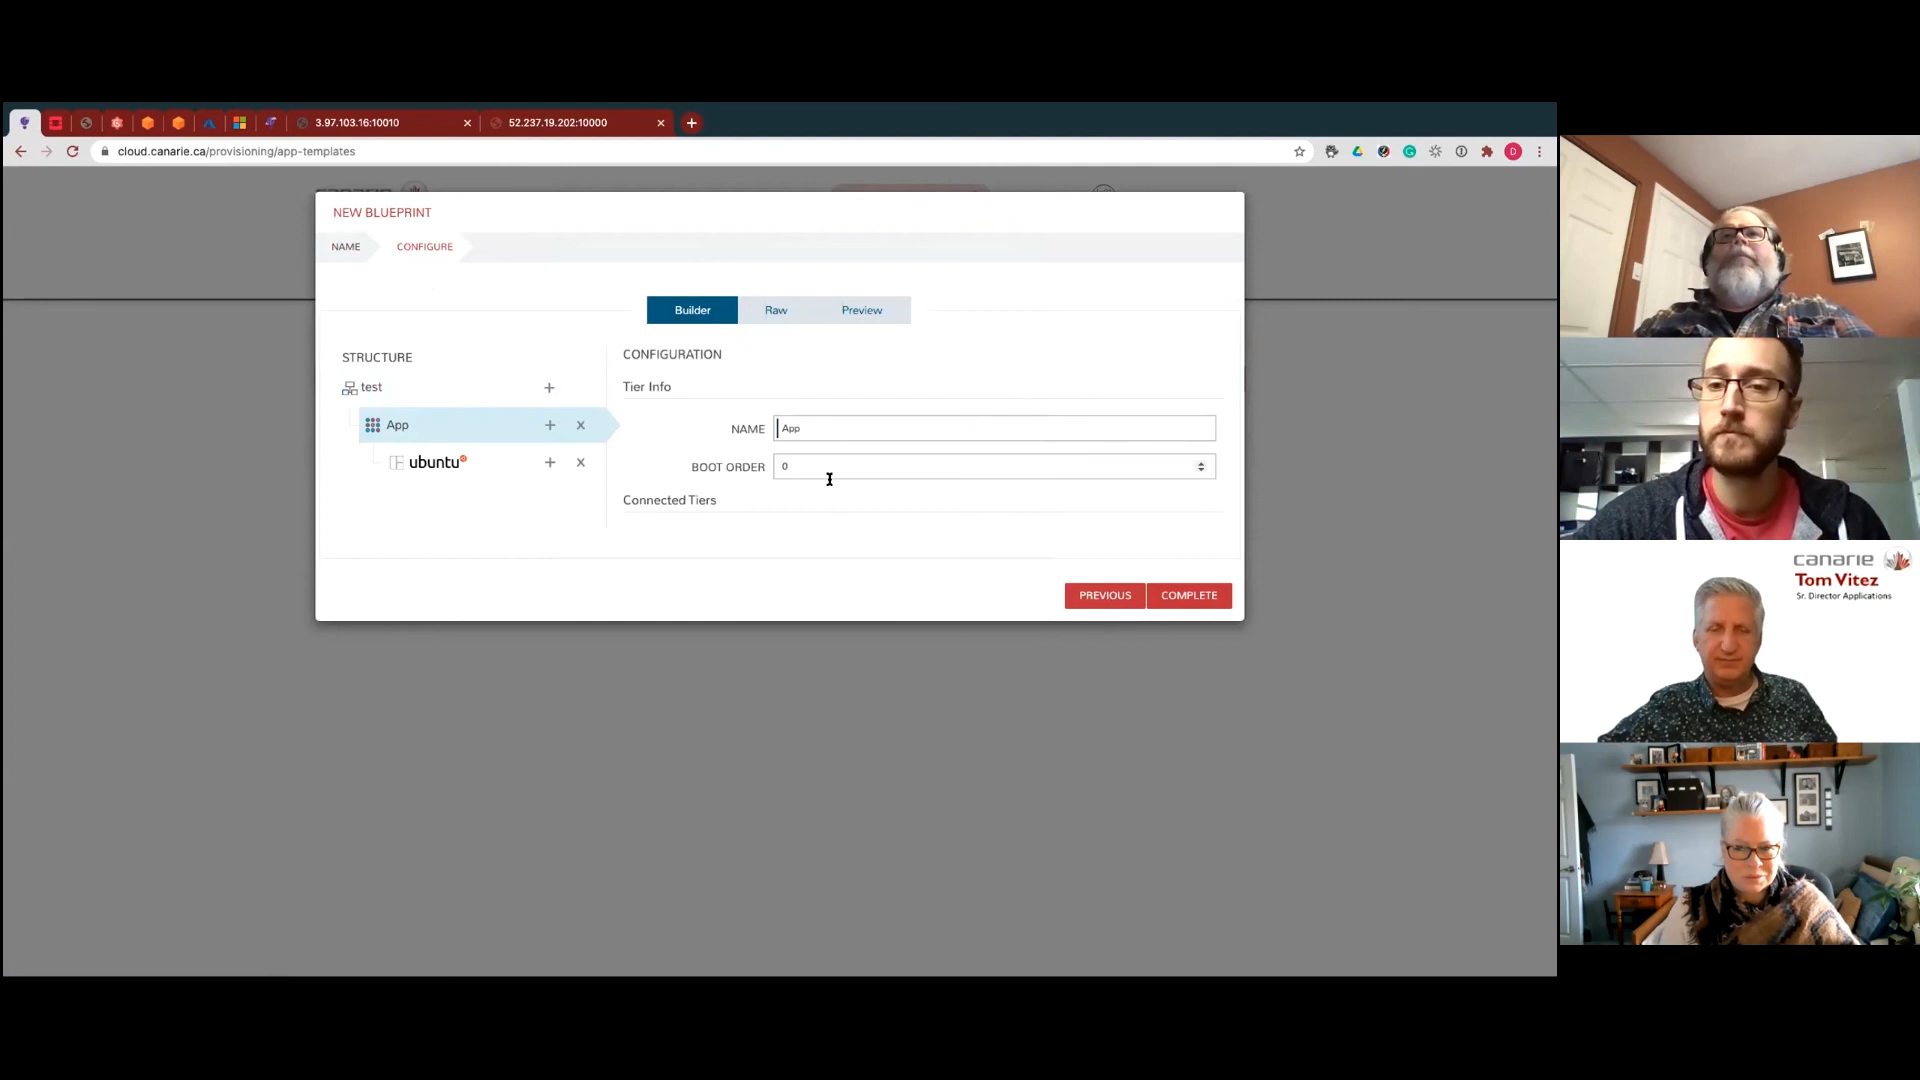 3.97.103.16:10010
52.237.19.202:10000
cloud.canarie.ca/provisioning/app-templates
D
NEW BLUEPRINT
NAME
CONFIGURE
Builder
Raw
Preview
STRUCTURE
test
App
ubuntu
CONFIGURATION
Tier Info
NAME
App
BOOT ORDER
0
Connected Tiers
PREVIOUS
COMPLETE
canarie
Tom Vitez
Sr. Director Applications